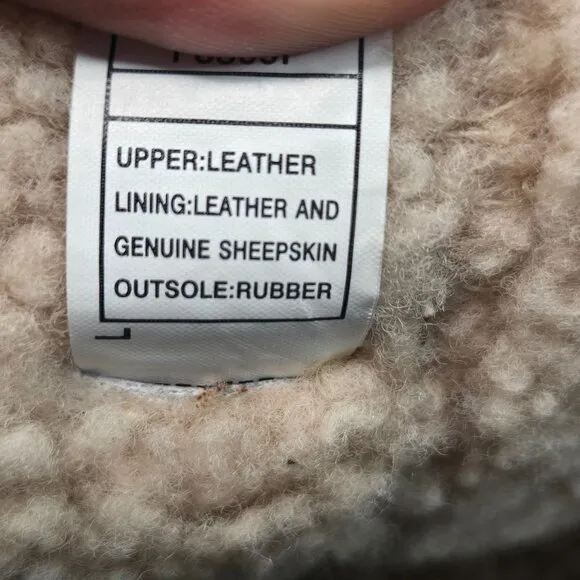 UPPER:LEATHER
LINING:LEATHER AND
GENUINE SHEEPSKIN
OUTSOLE:RUBBER
L